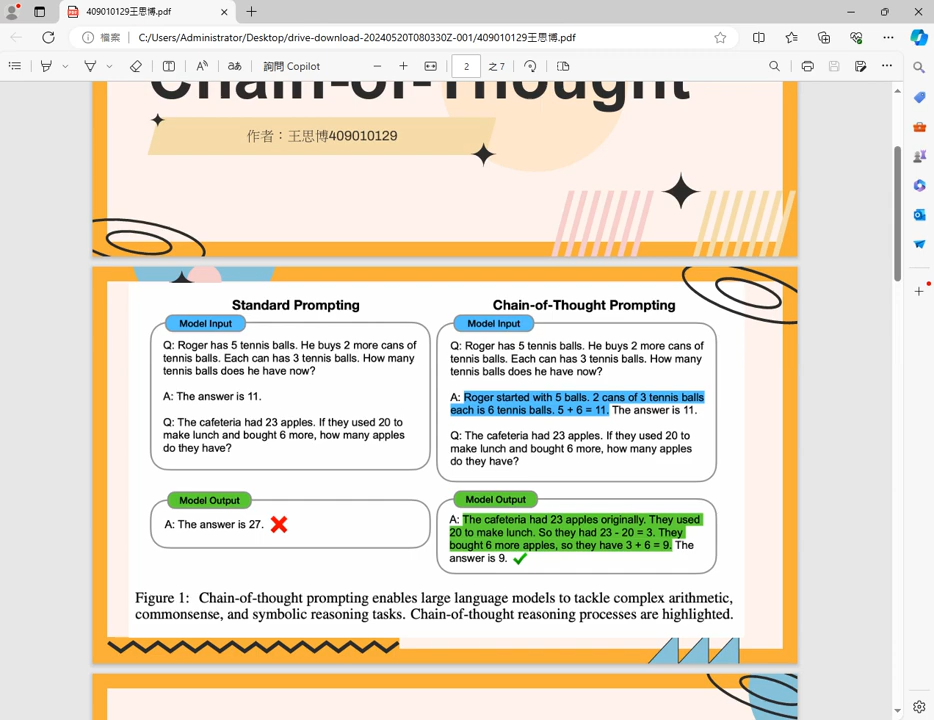 409010129王思博.pdf
檔案
C:/Users/Administrator/Desktop/drive-download-20240520T080330Z-001/409010129王思博.pdf
aあ
詢問 Copilot
2
之 7
Chain-of-Thought
作者：王思博409010129
Standard Prompting
Model Input
Q: Roger has 5 tennis balls. He buys 2 more cans of
tennis balls. Each can has 3 tennis balls. How many
tennis balls does he have now?
A: The answer is 11.
Q: The cafeteria had 23 apples. If they used 20 to
make lunch and bought 6 more, how many apples
do they have?
Model Output
A: The answer is 27.
Chain-of-Thought Prompting
Model Input
Q: Roger has 5 tennis balls. He buys 2 more cans of
tennis balls. Each can has 3 tennis balls. How many
tennis balls does he have now?
A: Roger started with 5 balls. 2 cans of 3 tennis balls
each is 6 tennis balls. 5 + 6 = 11. The answer is 11.
Q: The cafeteria had 23 apples. If they used 20 to
make lunch and bought 6 more, how many apples
do they have?
Model Output
A: The cafeteria had 23 apples originally. They used
20 to make lunch. So they had 23 - 20 = 3. They
bought 6 more apples, so they have 3 + 6 = 9. The
answer is 9.
Figure 1: Chain-of-thought prompting enables large language models to tackle complex arithmetic,
commonsense, and symbolic reasoning tasks. Chain-of-thought reasoning processes are highlighted.